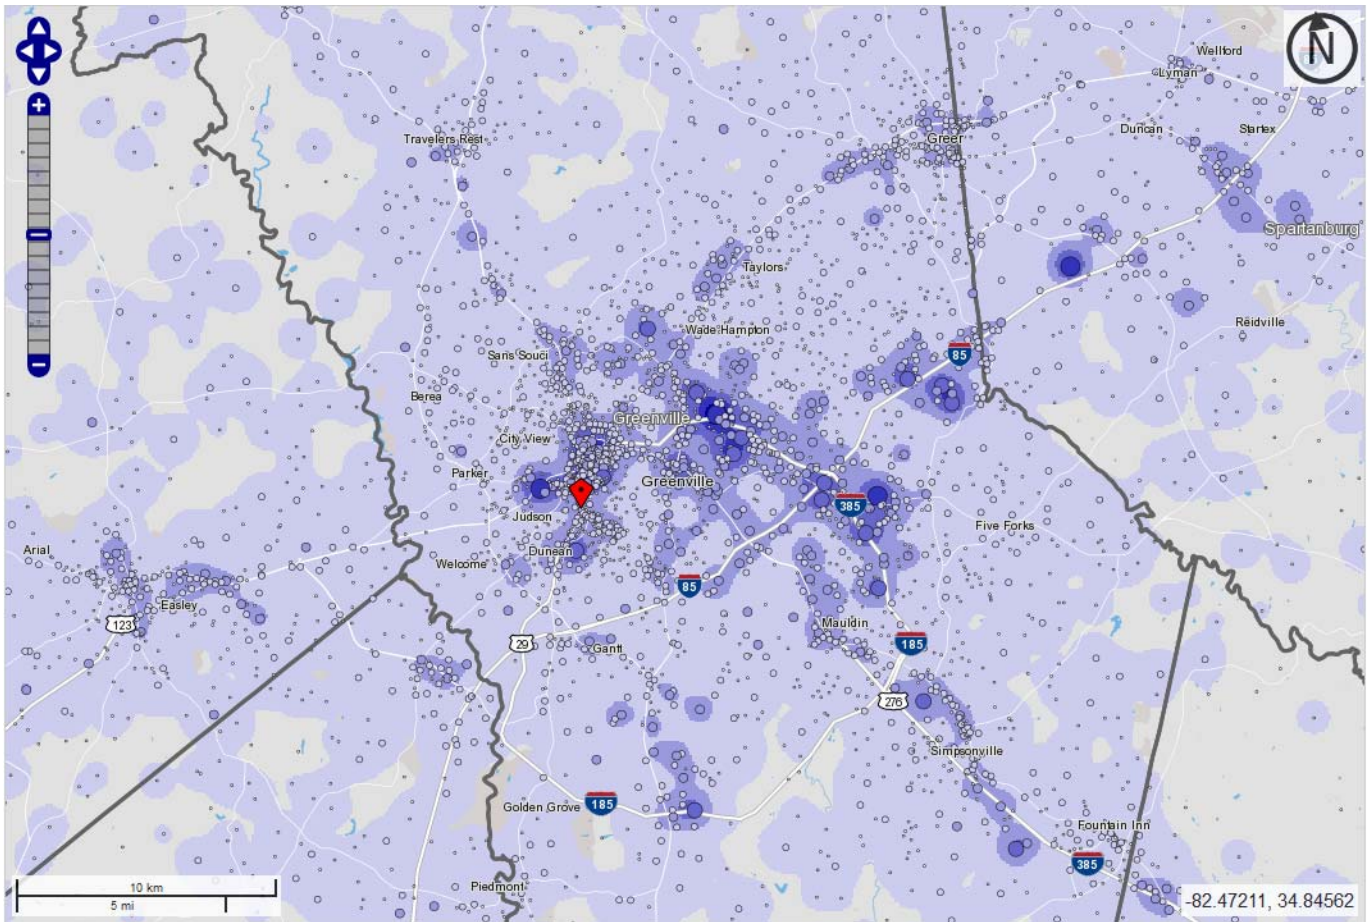 N
Wellford
Lyman
Travelers Rest
Greer
Duncan
Startex
Spartanburg
Taylors
Reidville
Wade Hampton
Sans Souci
85
Berea
Greenville
City View
Parker
Greenville
385
Judson
Five Forks
Arial
Dunean
Welcome
85
Easley
123
Mauldin
29
Gantt
185
276
Simpsonville
Golden Grove
185
Fountain Inn
385
Piedmont
10 km
5 mi
-82.47211, 34.84562